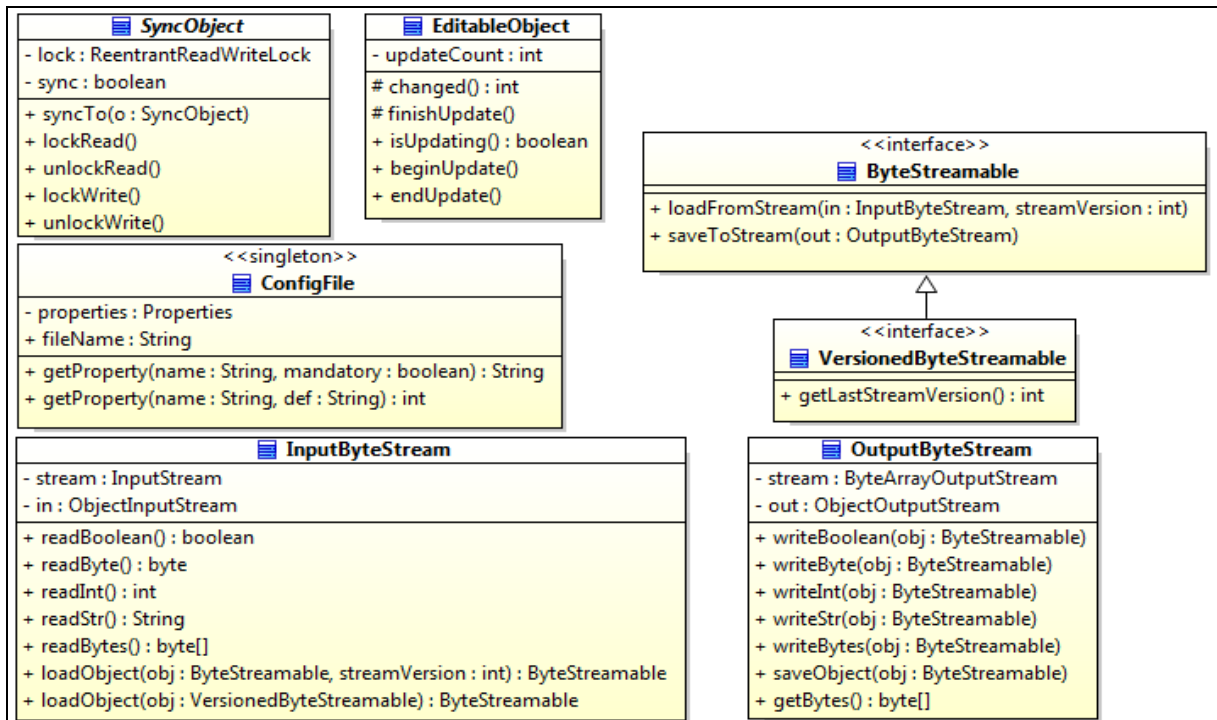 SyncObject
- lock : ReentrantReadWriteLock
- sync : boolean
+ syncTo(o : SyncObject)
+ lockRead()
+ unlockRead()
+ lockWrite()
+ unlockWrite()
EditableObject
- updateCount : int
# changed() : int
# finishUpdate()
+ isUpdating() : boolean
+ beginUpdate()
+ endUpdate()
<<interface>>
ByteStreamable
+ loadFromStream(in : InputByteStream, streamVersion : int)
+ saveToStream(out : OutputByteStream)
<<singleton>>
ConfigFile
- properties : Properties
+ fileName : String
+ getProperty(name : String, mandatory : boolean) : String
+ getProperty(name : String, def : String) : int
<<interface>>
VersionedByteStreamable
+ getLastStreamVersion() : int
InputByteStream
- stream : InputStream
- in : ObjectInputStream
+ readBoolean() : boolean
+ readByte() : byte
+ readInt() : int
+ readStr() : String
+ readBytes() : byte[]
+ loadObject(obj : ByteStreamable, streamVersion : int) : ByteStreamable
+ loadObject(obj : VersionedByteStreamable) : ByteStreamable
OutputByteStream
- stream : ByteArrayOutputStream
- out : ObjectOutputStream
+ writeBoolean(obj : ByteStreamable)
+ writeByte(obj : ByteStreamable)
+ writeInt(obj : ByteStreamable)
+ writeStr(obj : ByteStreamable)
+ writeBytes(obj : ByteStreamable)
+ saveObject(obj : ByteStreamable)
+ getBytes() : byte[]